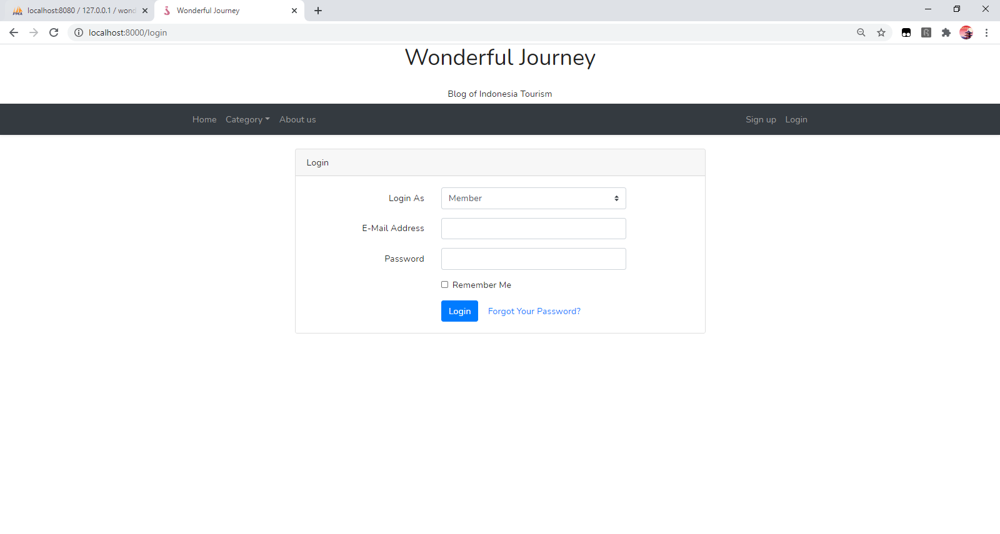 localhost:8080 / 127.0.0.1 / wond
Wonderful Journey
localhost:8000/login
Wonderful Journey
Blog of Indonesia Tourism
Home Category About us Sign up Login
Login
Login As Member
E-Mail Address
Password
Remember Me
Login Forgot Your Password?